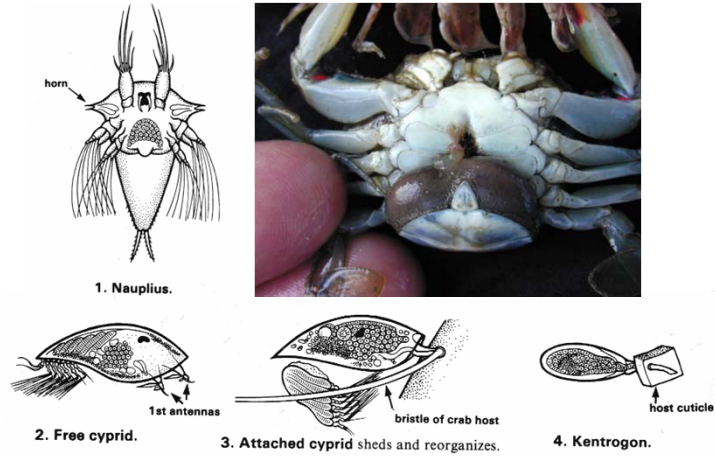 horn
1. Nauplius.
1st antennas
2. Free cyprid.
bristle of crab host
3. Attached cyprid sheds and reorganizes.
host cuticle
4. Kentrogon.